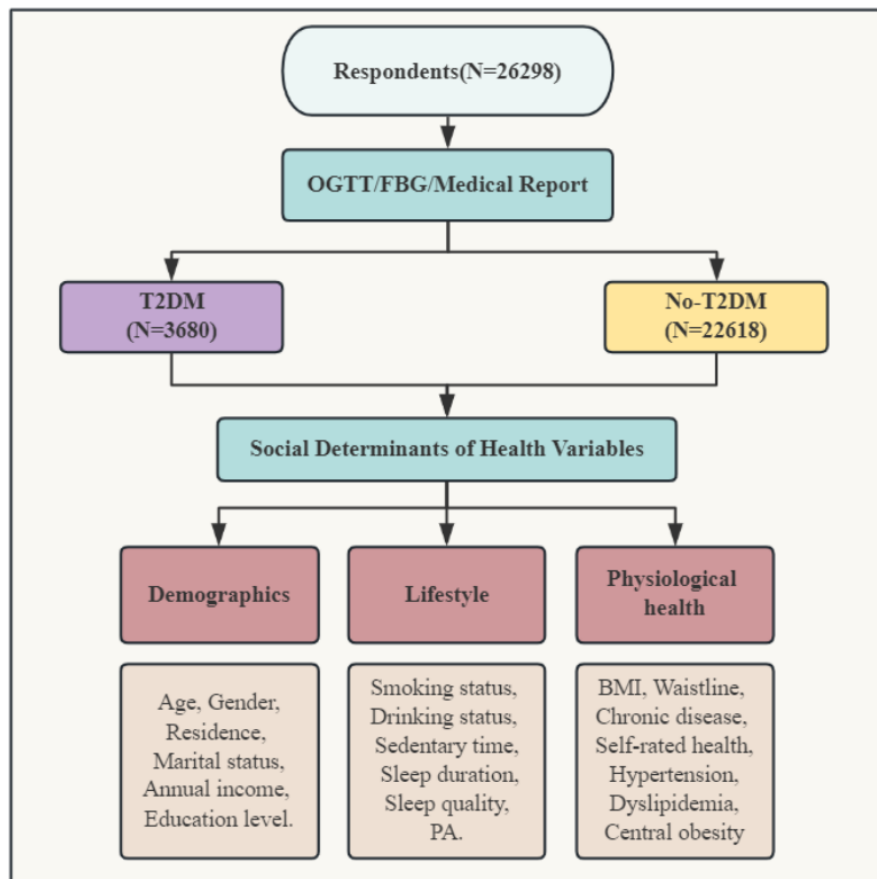 Respondents(N=26298)
OGTT/FBG/Medical Report
T2DM
(N=3680)
No-T2DM
(N=22618)
Social Determinants of Health Variables
Demographics
Lifestyle
Physiological
health
Age, Gender,
Residence,
Marital status,
Annual income,
Education level.
Smoking status,
Drinking status,
Sedentary time,
Sleep duration,
Sleep quality,
PA.
BMI, Waistline,
Chronic disease,
Self-rated health,
Hypertension,
Dyslipidemia,
Central obesity